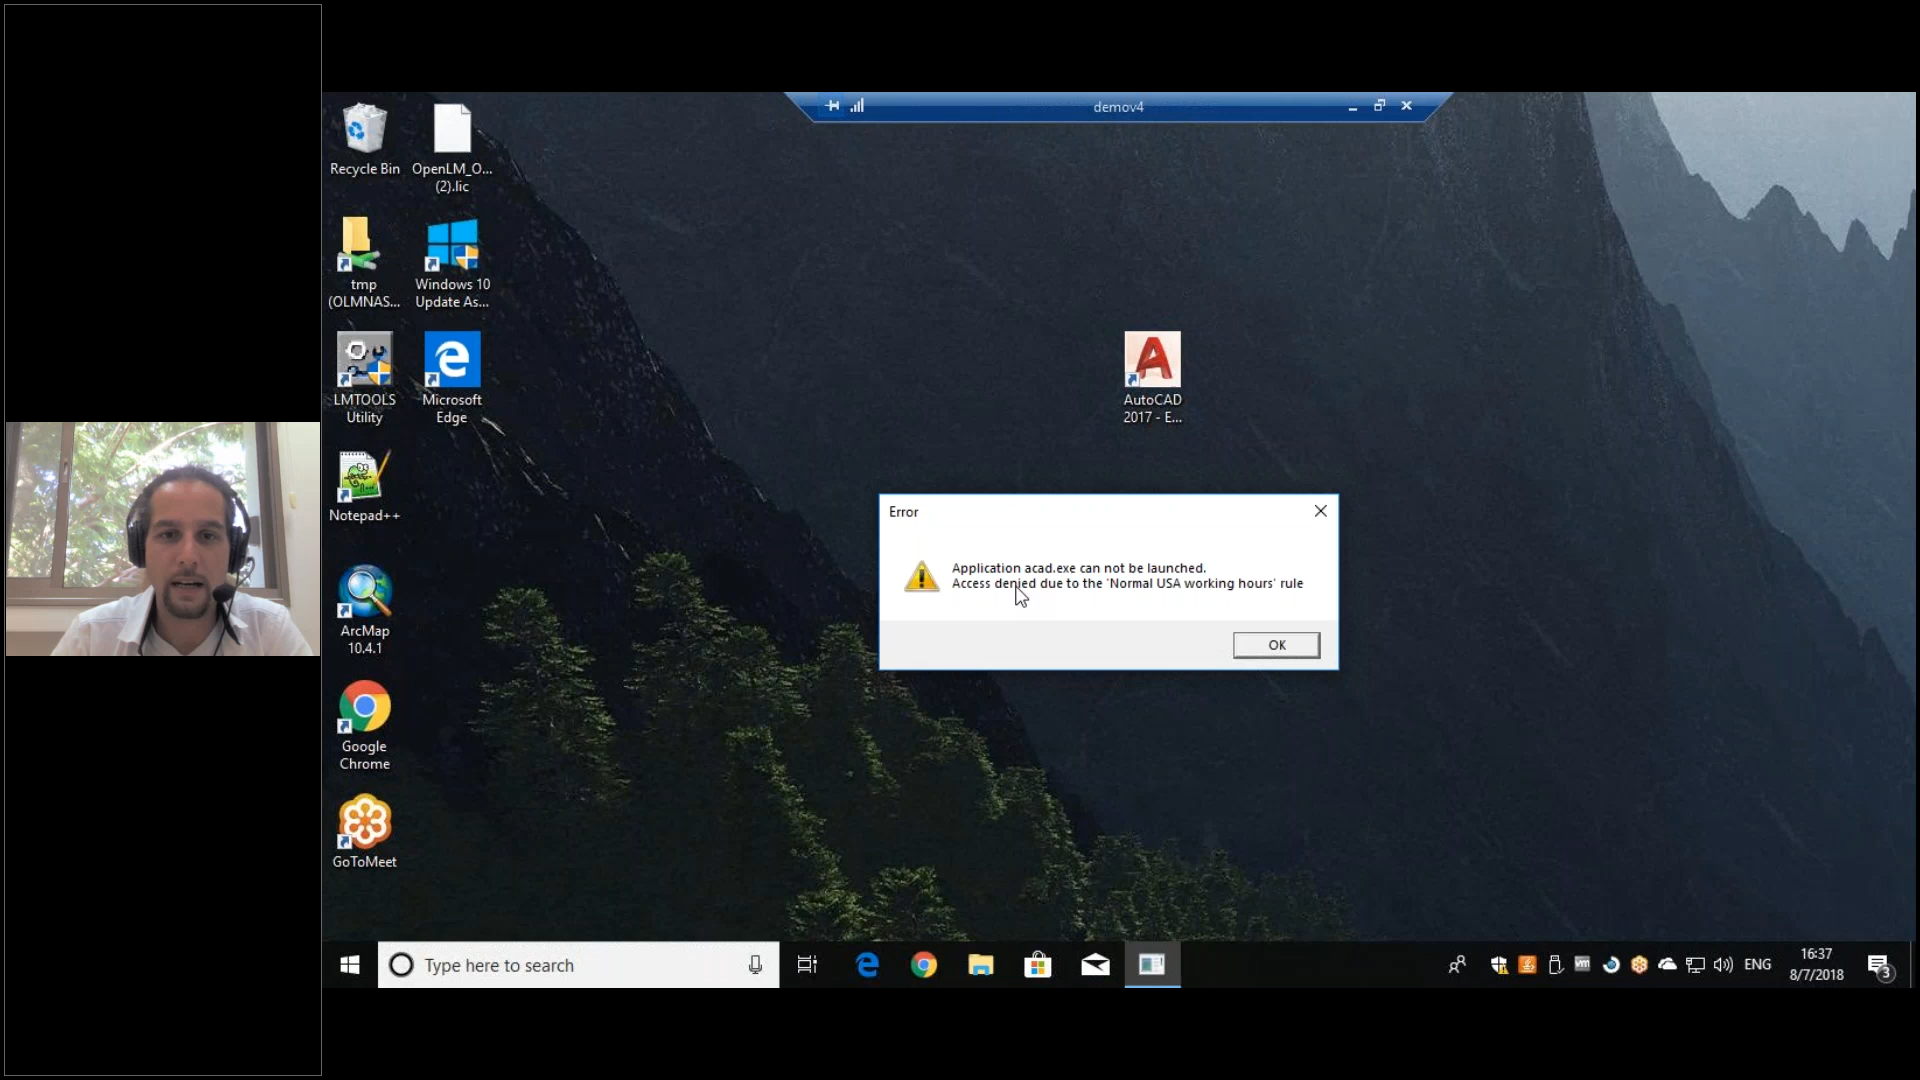 demov4
Recycle Bin
OpenLM_O...
(2).lic
tmp
(OLMNAS...
Windows 10
Update As...
LMTOOLS
Utility
Microsoft
Edge
AutoCAD
2017 - E...
Notepad++
Error
Application acad.exe can not be launched.
Access denied due to the 'Normal USA working hours' rule
OK
ArcMap
10.4.1
Google
Chrome
GoToMeet
Type here to search
vm
ENG
16:37
8/7/2018
3